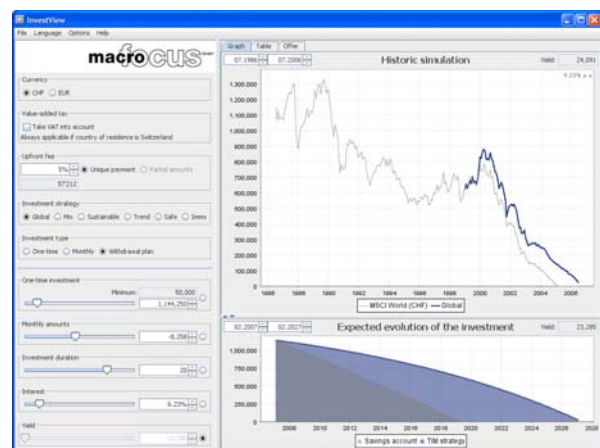 InvestView
File Language Options Help
macrofocus
Currency
CHF EUR
Value-added tax
Take VAT into account
Always applicable if country of residence is Switzerland
Upfront fee
5% Unique payment Partial amounts
57212
Investment strategy
Global Mix Sustainable Trend Safe Immo
Investment type
One-time Monthly Withdrawal plan
One-time investment
Minimum: 50,000
1,144,250
Monthly amounts
-8,258
Investment duration
20
Interest
6.23%
Yield
Graph Table Offer
07.1986 07.2006 Historic simulation Yield: 24,891
p.a.
1,300,000
1,200,000
1,100,000
1,000,000
900,000
800,000
700,000
600,000
500,000
400,000
300,000
200,000
100,000
0
1986 1988 1990 1992 1994 1996 1998 2000 2002 2004 2006
MSCI World (CHF) Global
02.2007 02.2027 Expected evolution of the investment Yield: 23,285
1,000,000
750,000
500,000
250,000
0
2008 2010 2012 2014 2016 2018 2020 2022 2024 2026 2028
Savings account TIM strategy